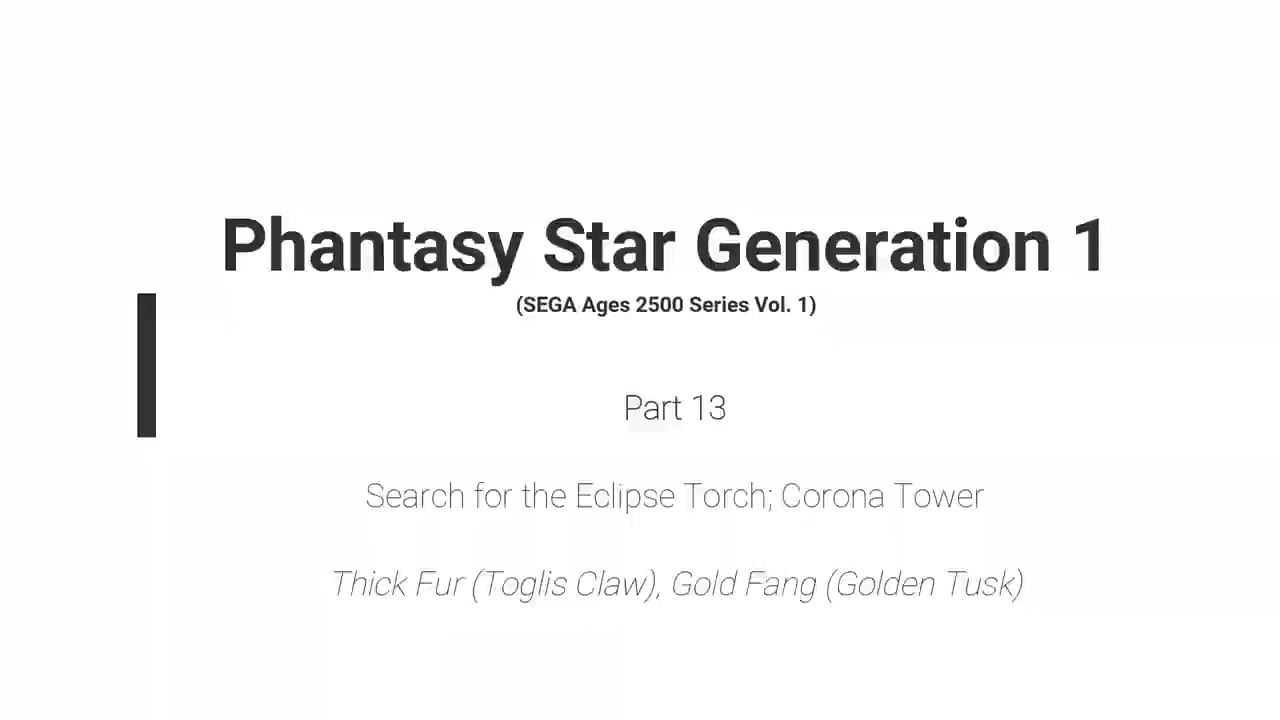 Phantasy Star Generation 1
(SEGA Ages 2500 Series Vol. 1)
Part 13
Search for the Eclipse Torch; Corona Tower
Thick Fur (Toglis Claw), Gold Fang (Golden Tusk)